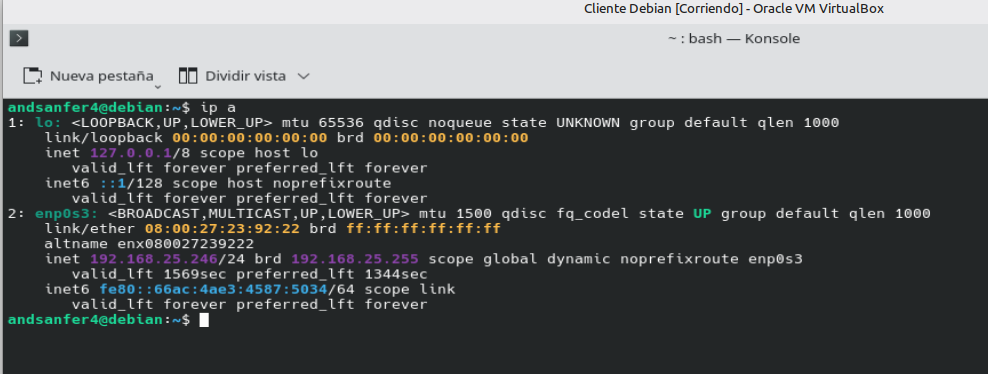 Cliente Debian [Corriendo] - Oracle VM VirtualBox
~ : bash — Konsole
Nueva pestaña Dividir vista
andsanfer4@debian:~$ ip a
1: lo: <LOOPBACK,UP,LOWER_UP> mtu 65536 qdisc noqueue state UNKNOWN group default qlen 1000
link/loopback 00:00:00:00:00:00 brd 00:00:00:00:00:00
inet 127.0.0.1/8 scope host lo
valid_lft forever preferred_lft forever
inet6 ::1/128 scope host noprefixroute
valid_lft forever preferred_lft forever
2: enp0s3: <BROADCAST,MULTICAST,UP,LOWER_UP> mtu 1500 qdisc fq_codel state UP group default qlen 1000
link/ether 08:00:27:23:92:22 brd ff:ff:ff:ff:ff:ff
altname enx080027239222
inet 192.168.25.246/24 brd 192.168.25.255 scope global dynamic noprefixroute enp0s3
valid_lft 1569sec preferred_lft 1344sec
inet6 fe80::66ac:4ae3:4587:5034/64 scope link
valid_lft forever preferred_lft forever
andsanfer4@debian:~$